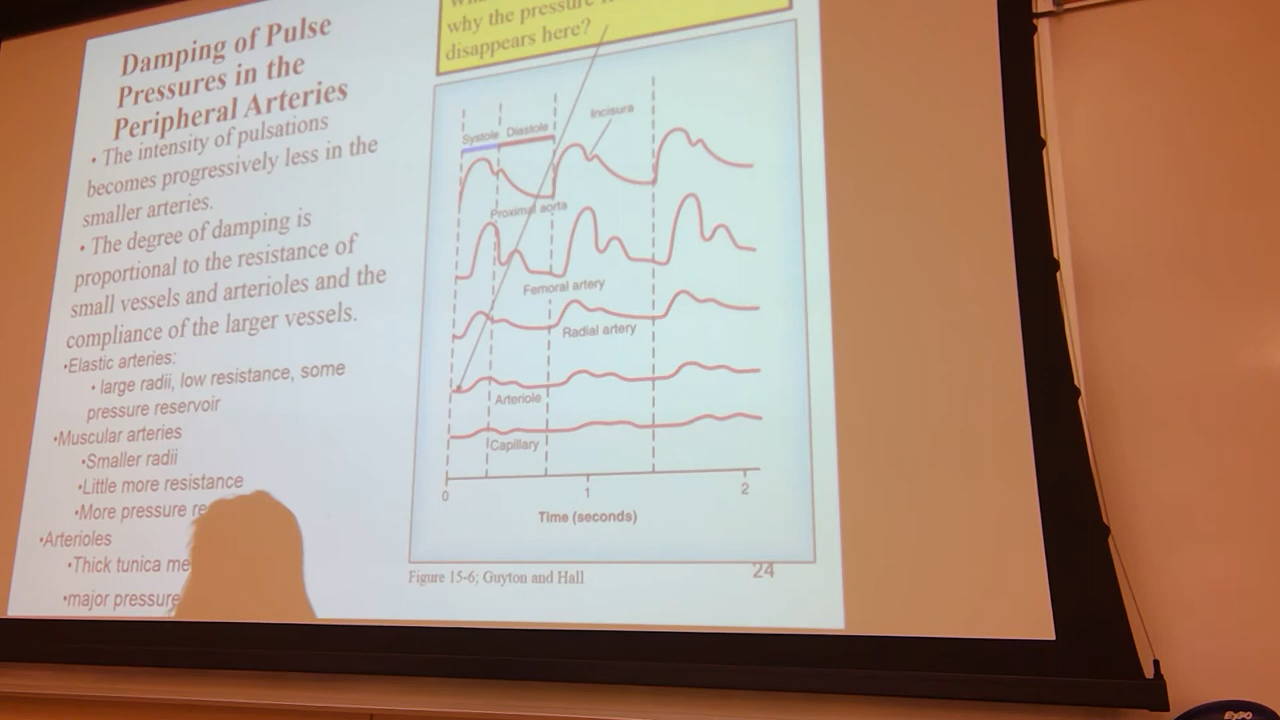 Damping of Pulse
Pressures in the
Peripheral Arteries
• The intensity of pulsations
becomes progressively less in the
smaller arteries.
• The degree of damping is
proportional to the resistance of
small vessels and arterioles and the
compliance of the larger vessels.
•Elastic arteries:
• large radii, low resistance, some
pressure reservoir
•Muscular arteries
•Smaller radii
•Little more resistance
•More pressure re
•Arterioles
•Thick tunica me
•major pressure
why the pressure
disappears here?
Systole
Diastole
Incisura
Proximal aorta
Femoral artery
Radial artery
Arteriole
Capillary
0 1 2
Time (seconds)
Figure 15-6; Guyton and Hall
24